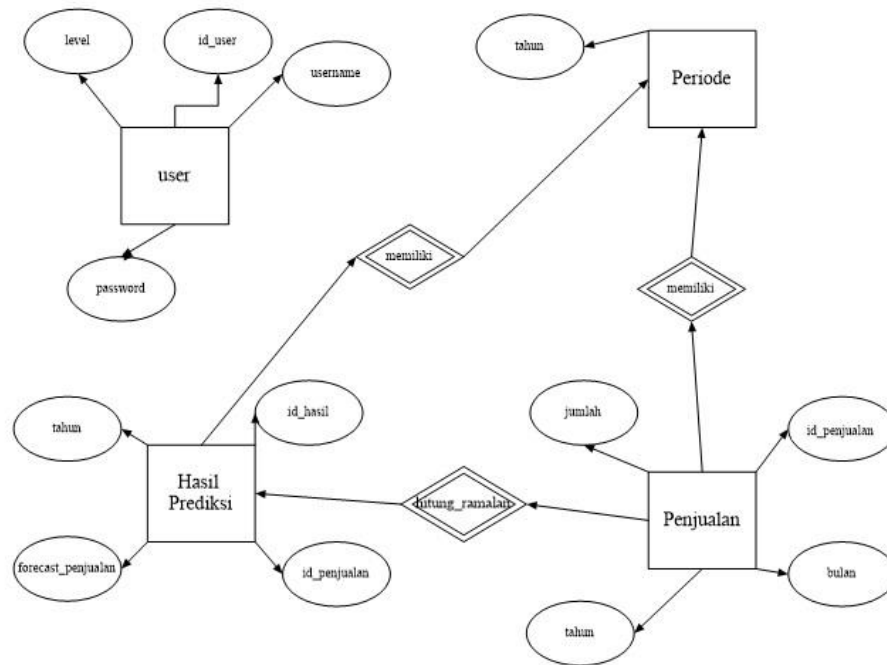 level
id_user
username
user
password
tahun
Periode
memiliki
memiliki
tahun
id_hasil
Hasil
Prediksi
forecast_penjualan
id_penjualan
hitung_ramalan
jumlah
id_penjualan
Penjualan
bulan
tahun